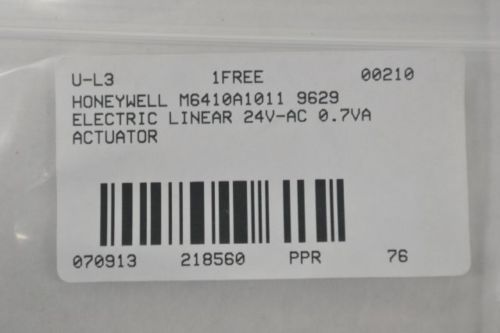 U-L3 1FREE 00210
HONEYWELL M6410A1011 9629
ELECTRIC LINEAR 24V-AC 0.7VA
ACTUATOR
070913 218560 PPR 76